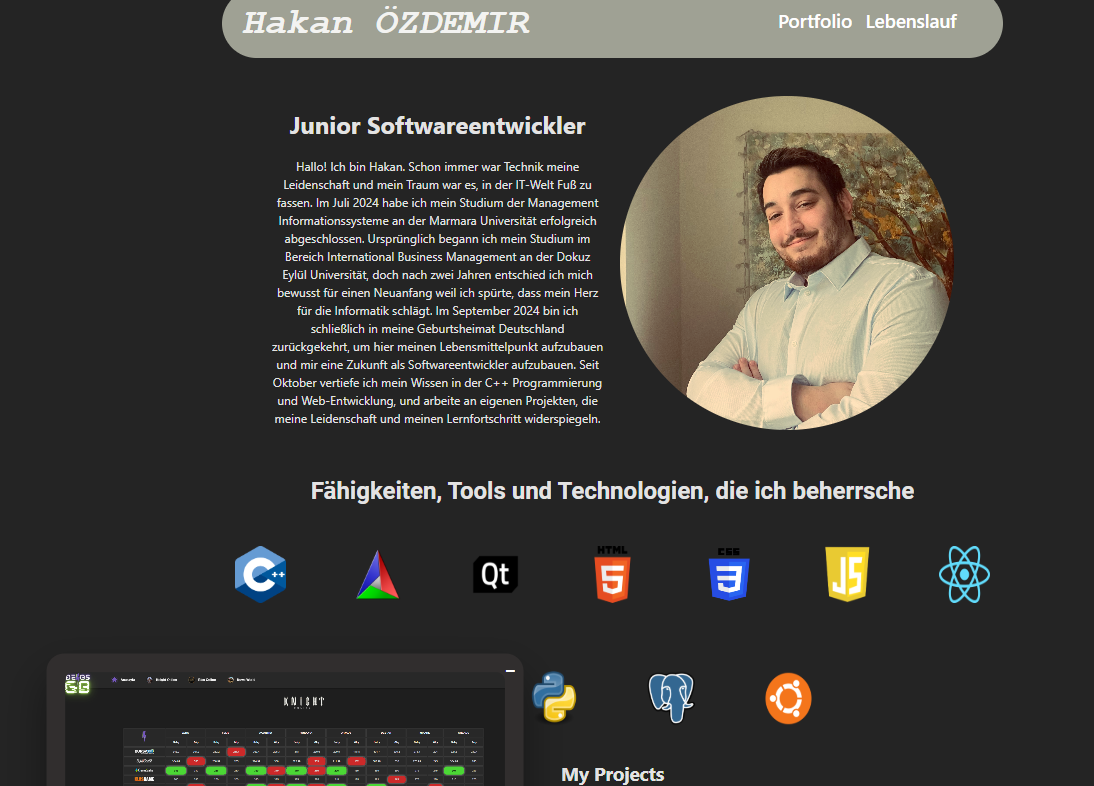 Hakan ÖZDEMIR
Portfolio Lebenslauf
Junior Softwareentwickler
Hallo! Ich bin Hakan. Schon immer war Technik meine
Leidenschaft und mein Traum war es, in der IT-Welt Fuß zu
fassen. Im Juli 2024 habe ich mein Studium der Management
Informationssysteme an der Marmara Universität erfolgreich
abgeschlossen. Ursprünglich begann ich mein Studium im
Bereich International Business Management an der Dokuz
Eylül Universität, doch nach zwei Jahren entschied ich mich
bewusst für einen Neuanfang weil ich spürte, dass mein Herz
für die Informatik schlägt. Im September 2024 bin ich
schließlich in meine Geburtsheimat Deutschland
zurückgekehrt, um hier meinen Lebensmittelpunkt aufzubauen
und mir eine Zukunft als Softwareentwickler aufzubauen. Seit
Oktober vertiefe ich mein Wissen in der C++ Programmierung
und Web-Entwicklung, und arbeite an eigenen Projekten, die
meine Leidenschaft und meinen Lernfortschritt widerspiegeln.
Fähigkeiten, Tools und Technologien, die ich beherrsche
C++
Qt
HTML
5
CSS
3
JS
KNIGHT
My Projects